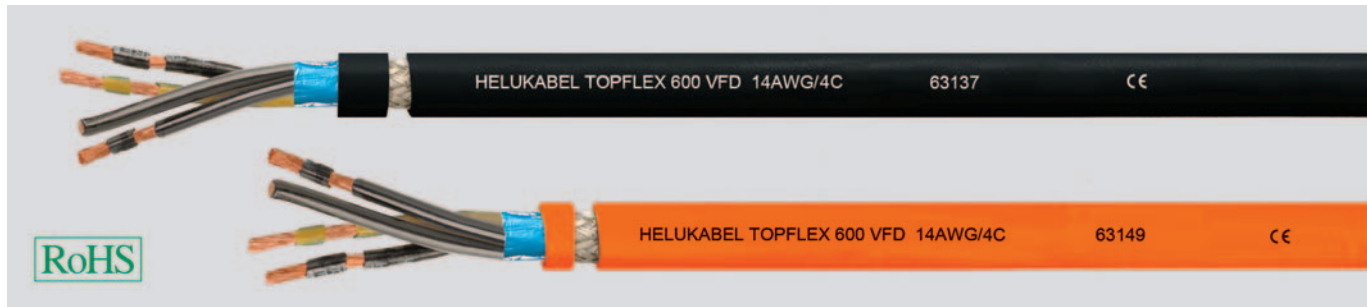 HELUKABEL TOPFLEX 600 VFD 14AWG/4C 63137 CE
HELUKABEL TOPFLEX 600 VFD 14AWG/4C 63149 CE
RoHS